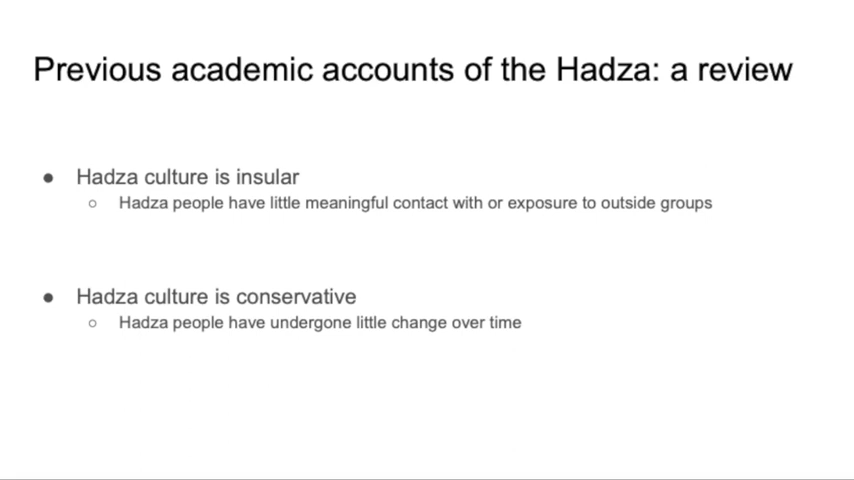 Previous academic accounts of the Hadza: a review
● Hadza culture is insular
○ Hadza people have little meaningful contact with or exposure to outside groups
● Hadza culture is conservative
○ Hadza people have undergone little change over time